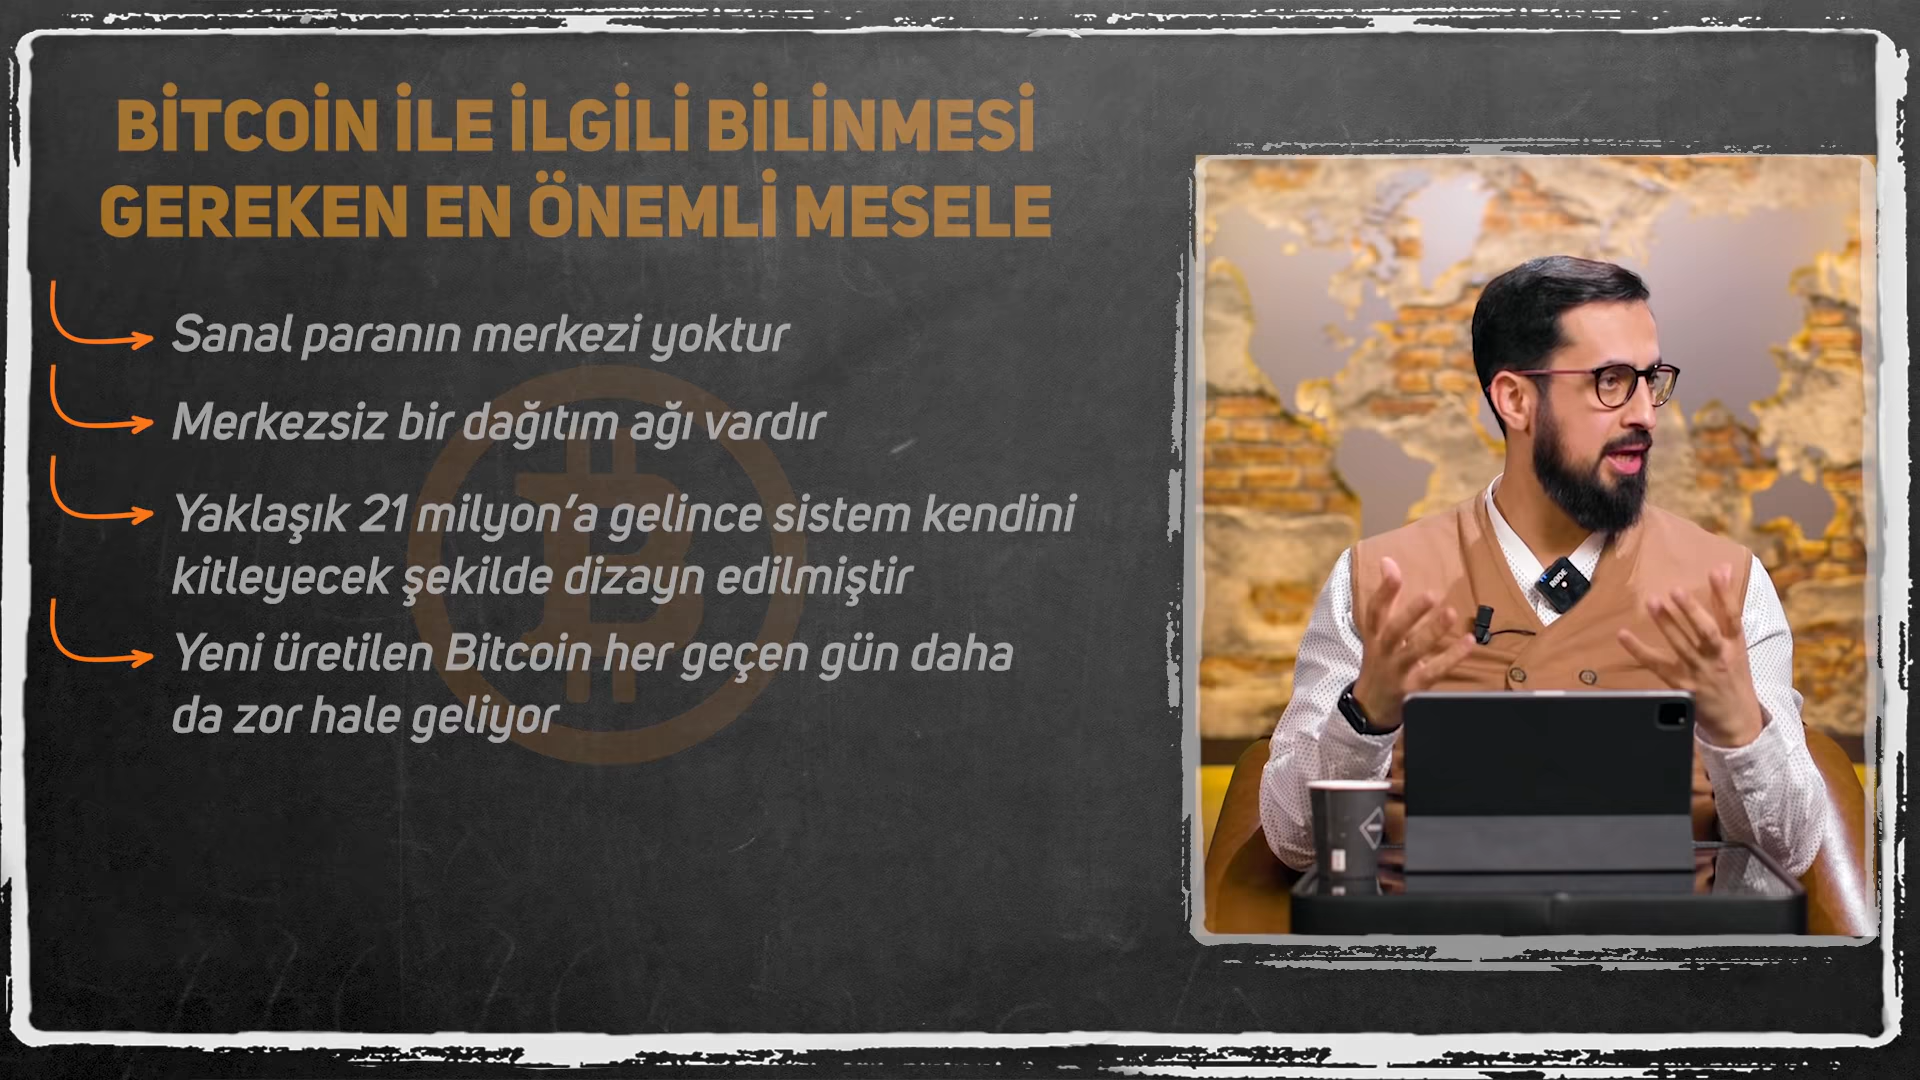 BİTCOİN İLE İLGİLİ BİLİNMESİ
GEREKEN EN ÖNEMLİ MESELE
Sanal paranın merkezi yoktur
Merkezsiz bir dağıtım ağı vardır
Yaklaşık 21 milyon’a gelince sistem kendini
kitleyecek şekilde dizayn edilmiştir
Yeni üretilen Bitcoin her geçen gün daha
da zor hale geliyor
RØDE